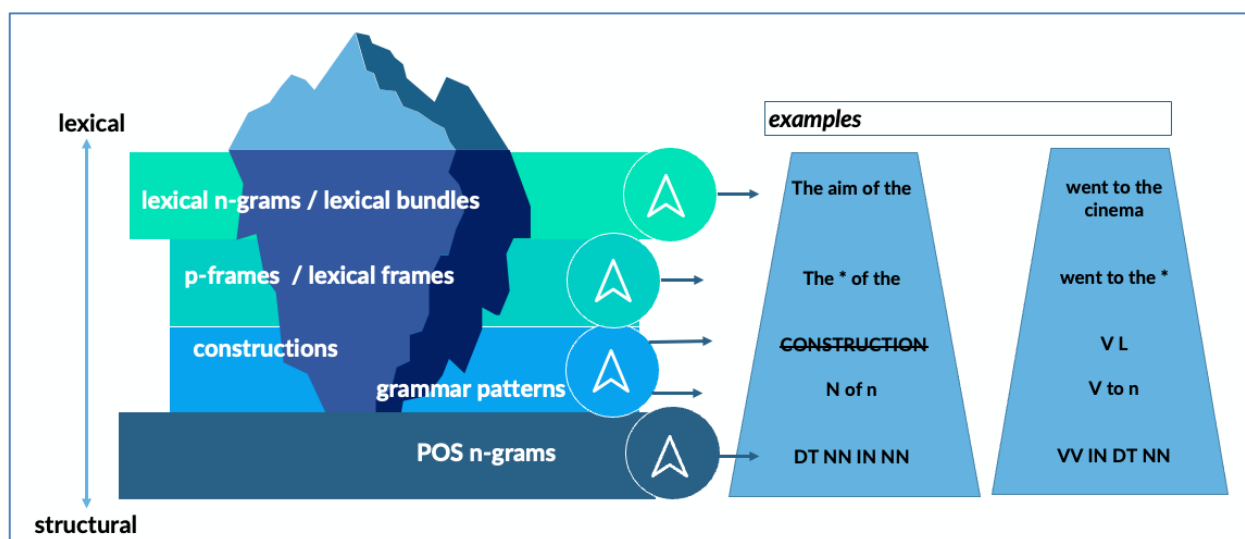 lexical
examples
lexical n-grams / lexical bundles
The aim of the
went to the
cinema
p-frames / lexical frames
The * of the
went to the *
constructions
CONSTRUCTION
V L
grammar patterns
N of n
V to n
POS n-grams
DT NN IN NN
VV IN DT NN
structural